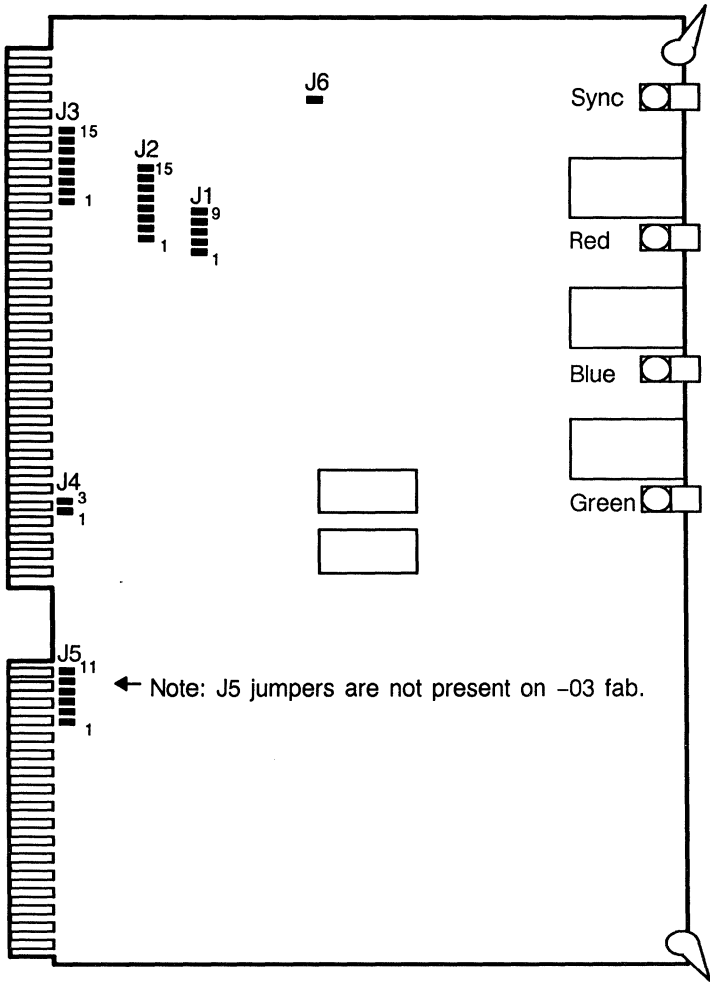 J6
Sync
J3
15
1
J2
15
1
J1
9
1
Red
Blue
J4
3
1
Green
J5
11
1
Note: J5 jumpers are not present on –03 fab.